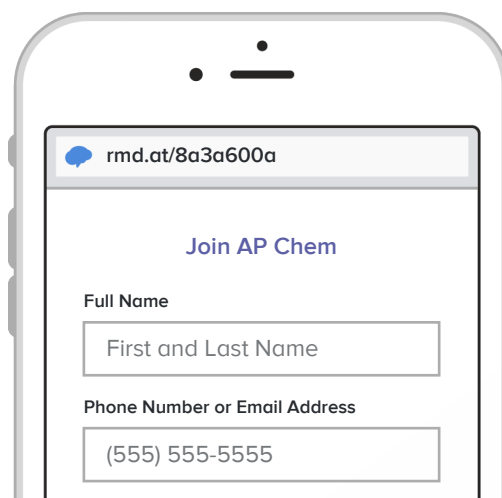 rmd.at/8a3a600a
Join AP Chem
Full Name
First and Last Name
Phone Number or Email Address
(555) 555-5555